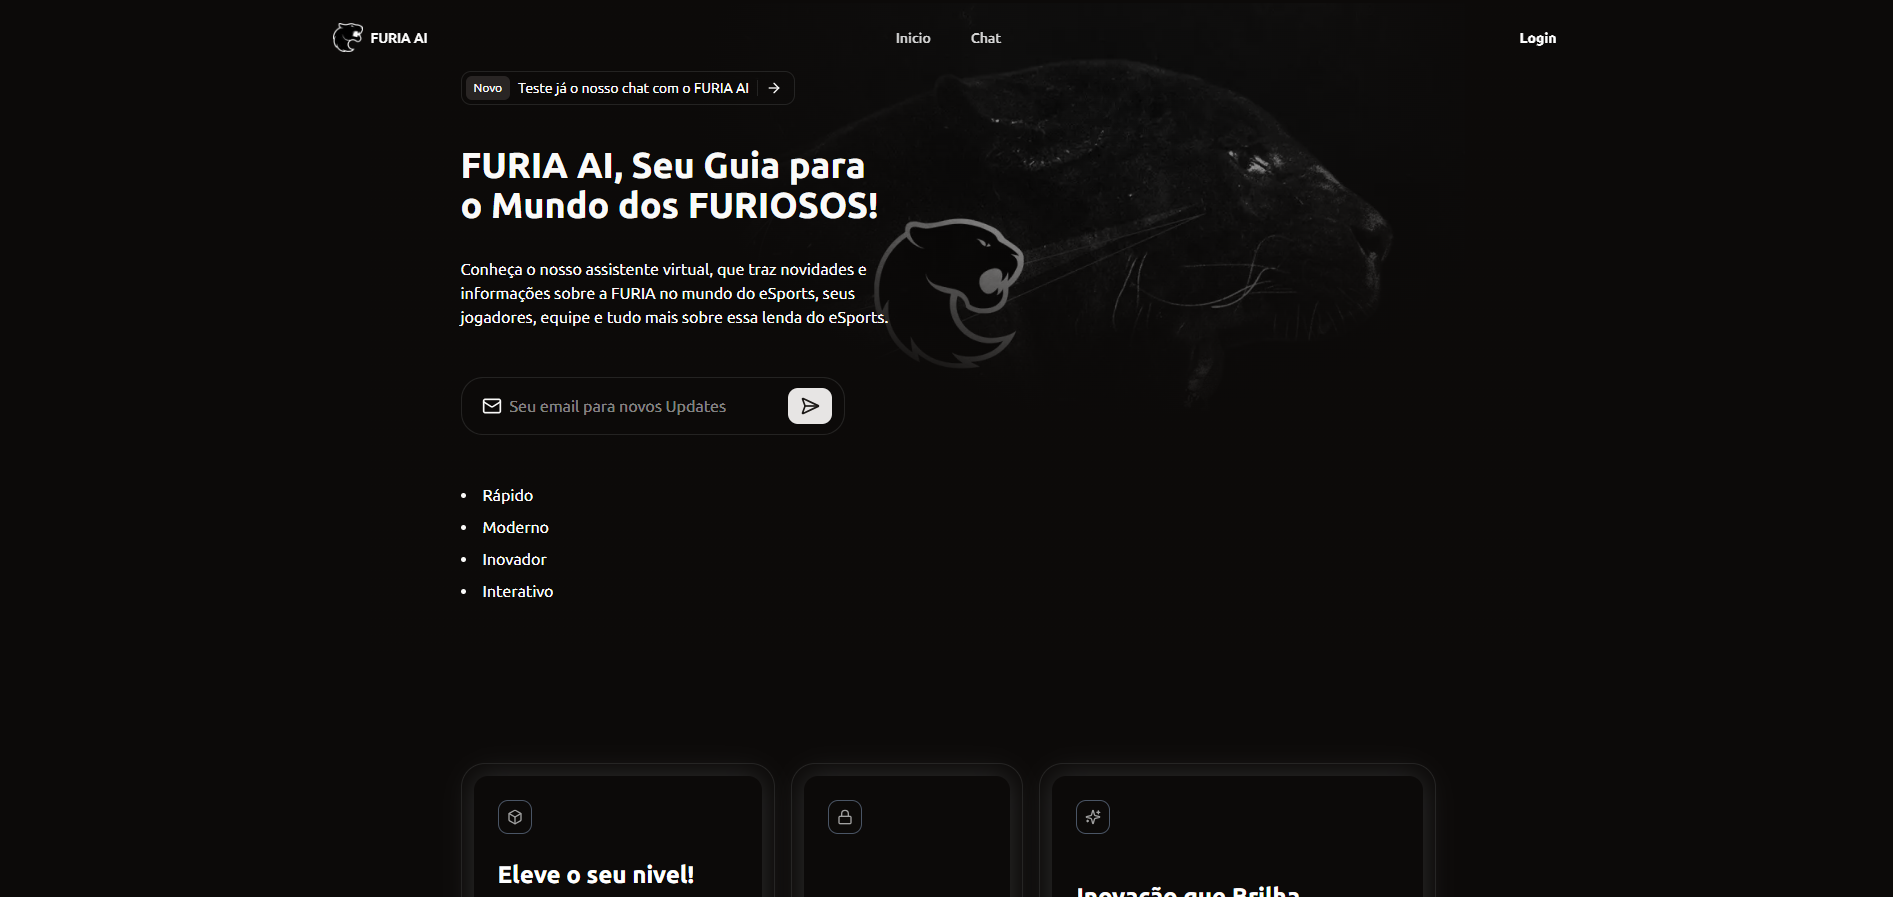 FURIA AI
Inicio
Chat
Login
Novo
Teste já o nosso chat com o FURIA AI
FURIA AI, Seu Guia para
o Mundo dos FURIOSOS!
Conheça o nosso assistente virtual, que traz novidades e
informações sobre a FURIA no mundo do eSports, seus
jogadores, equipe e tudo mais sobre essa lenda do eSports.
Seu email para novos Updates
Rápido
Moderno
Inovador
Interativo
Eleve o seu nivel!
Inovação que Brilha